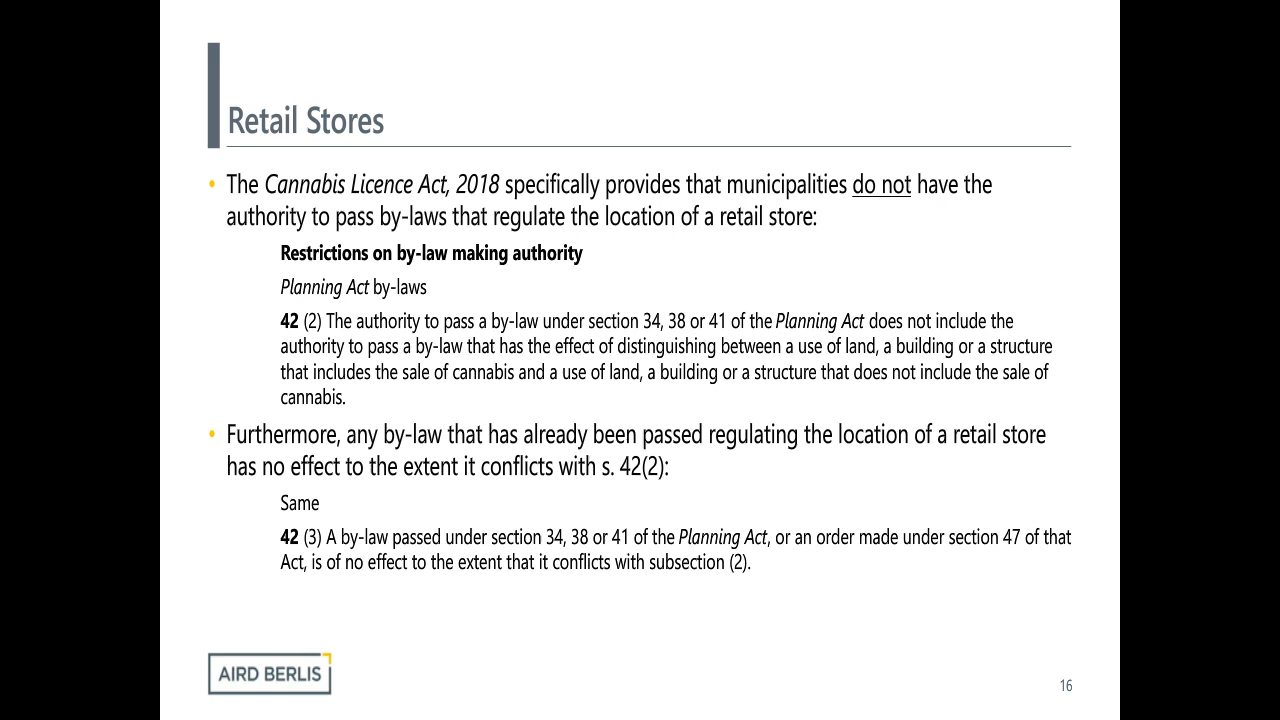 Retail Stores
• The Cannabis Licence Act, 2018 specifically provides that municipalities do not have the
authority to pass by-laws that regulate the location of a retail store:
Restrictions on by-law making authority
Planning Act by-laws
42 (2) The authority to pass a by-law under section 34, 38 or 41 of the Planning Act does not include the
authority to pass a by-law that has the effect of distinguishing between a use of land, a building or a structure
that includes the sale of cannabis and a use of land, a building or a structure that does not include the sale of
cannabis.
• Furthermore, any by-law that has already been passed regulating the location of a retail store
has no effect to the extent it conflicts with s. 42(2):
Same
42 (3) A by-law passed under section 34, 38 or 41 of the Planning Act, or an order made under section 47 of that
Act, is of no effect to the extent that it conflicts with subsection (2).
AIRD BERLIS
16